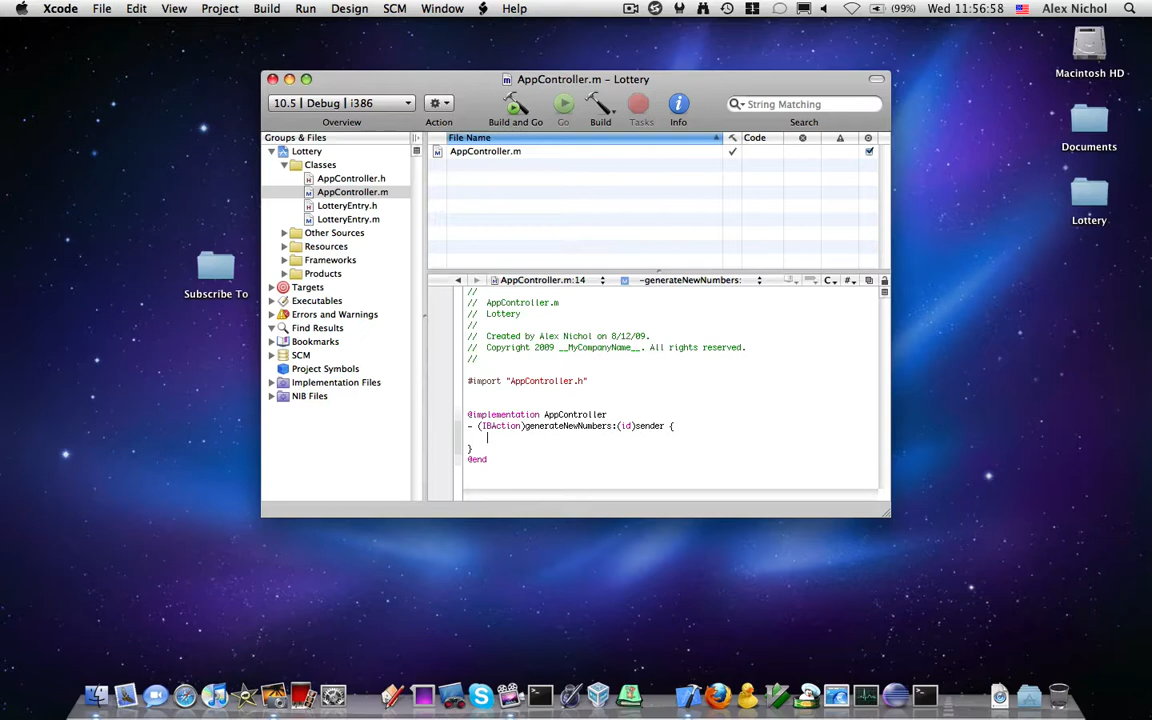 Xcode File Edit View Project Build Run Design SCM Window Help (99%) Wed 11:56:58 Alex Nichol
Macintosh HD
Documents
Lottery
Subscribe To
AppController.m – Lottery
10.5 | Debug | i386
String Matching
Overview Action Build and Go Go Build Tasks Info Search
Groups & Files
File Name Code
Lottery
AppController.m
Classes
AppController.h
AppController.m
LotteryEntry.h
LotteryEntry.m
Other Sources
Resources
Frameworks
Products
Targets
Executables
Errors and Warnings
Find Results
Bookmarks
SCM
Project Symbols
Implementation Files
NIB Files
AppController.m:14 -generateNewNumbers: C #
//
// AppController.m
// Lottery
//
// Created by Alex Nichol on 8/12/09.
// Copyright 2009 __MyCompanyName__. All rights reserved.
//
#import "AppController.h"
@implementation AppController
- (IBAction)generateNewNumbers:(id)sender {
}
@end